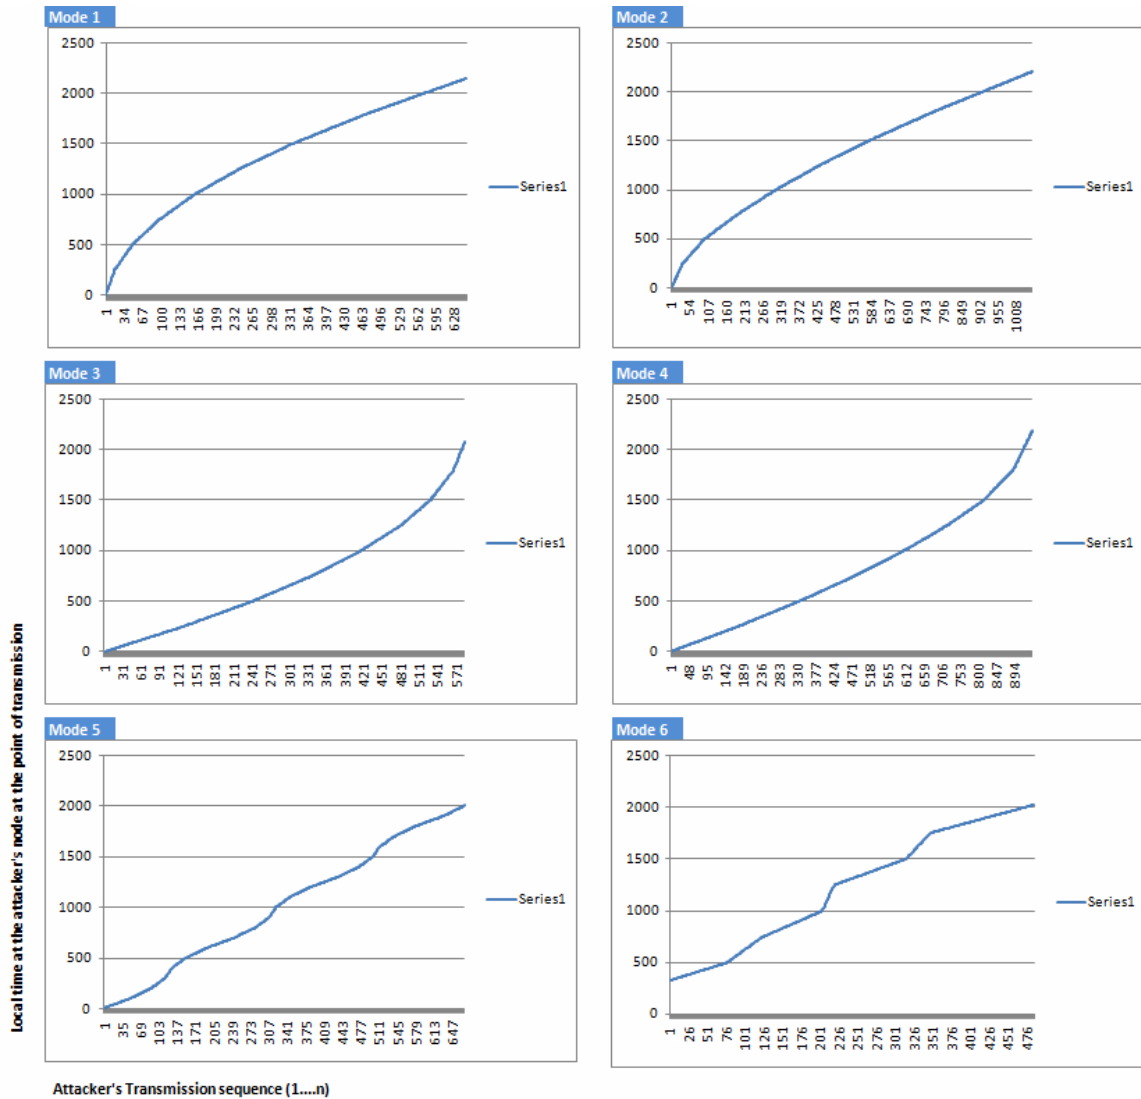 Mode 1
2500
2000
1500
1000
500
0
Series1
1 34 67 100 133 166 199 232 265 298 331 364 397 430 463 496 529 562 595 628
Mode 2
2500
2000
1500
1000
500
0
Series1
1 54 107 160 213 266 319 372 425 478 531 584 637 690 743 796 849 902 955 1008
Mode 3
2500
2000
1500
1000
500
0
Series1
1 31 61 91 121 151 181 211 241 271 301 331 361 391 421 451 481 511 541 571
Mode 4
2500
2000
1500
1000
500
0
Series1
1 48 95 142 189 236 283 330 377 424 471 518 565 612 659 706 753 800 847 894
Mode 5
2500
2000
1500
1000
500
0
Series1
1 35 69 103 137 171 205 239 273 307 341 375 409 443 477 511 545 579 613 647
Mode 6
2500
2000
1500
1000
500
0
Series1
1 26 51 76 101 126 151 176 201 226 251 276 301 326 351 376 401 426 451 476
Local time at the attacker's node at the point of transmission
Attacker's Transmission sequence (1....n)